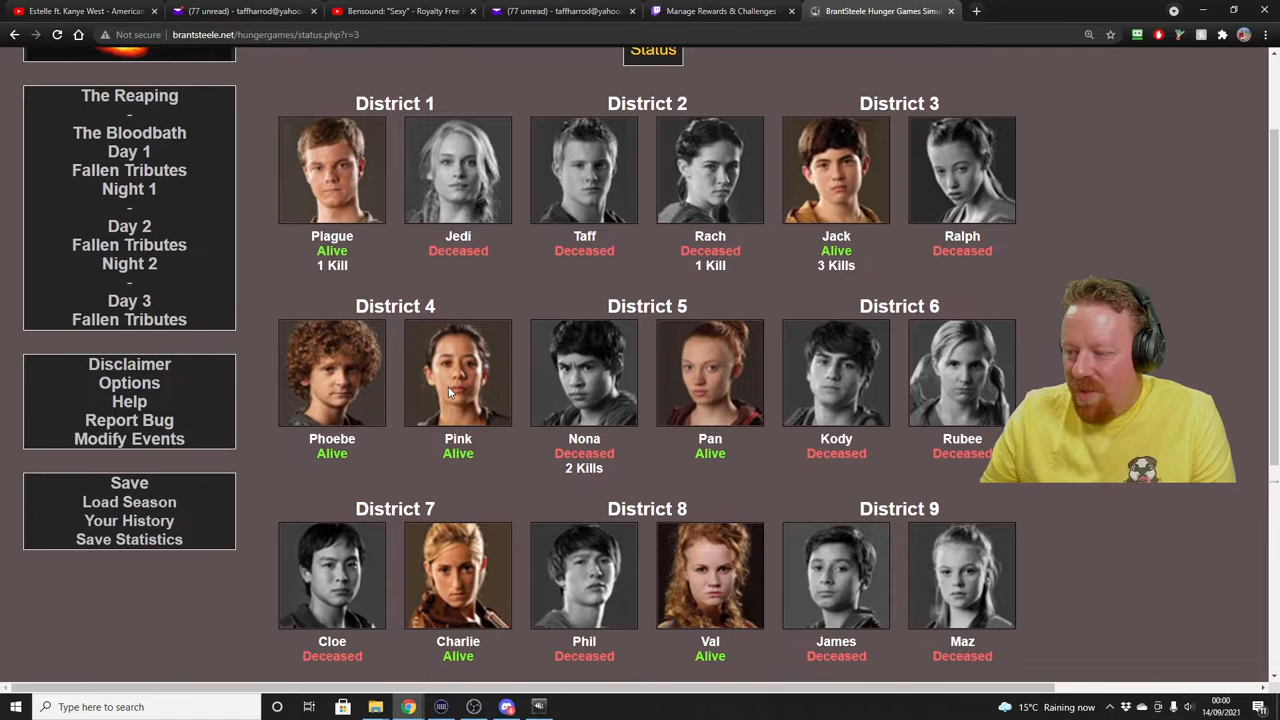 Estelle ft. Kanye West - American
(77 unread) - taffharrod@yahoo.
Bensound: "Sexy" - Royalty Free
(77 unread) - taffharrod@yahoo.
Manage Rewards & Challenges
BrantSteele Hunger Games Simu
Not secure
brantsteele.net/hungergames/status.php?r=3
Status
The Reaping
-
The Bloodbath
Day 1
Fallen Tributes
Night 1
-
Day 2
Fallen Tributes
Night 2
-
Day 3
Fallen Tributes
Disclaimer
Options
Help
Report Bug
Modify Events
Save
Load Season
Your History
Save Statistics
District 1 District 2 District 3
Plague Jedi Taff Rach Jack Ralph
Alive Deceased Deceased Deceased Alive Deceased
1 Kill 1 Kill 3 Kills
District 4 District 5 District 6
Phoebe Pink Nona Pan Kody Rubee
Alive Alive Deceased Alive Deceased Deceased
2 Kills
District 7 District 8 District 9
Cloe Charlie Phil Val James Maz
Deceased Alive Deceased Alive Deceased Deceased
Type here to search
15°C Raining now
00:00
14/09/2021